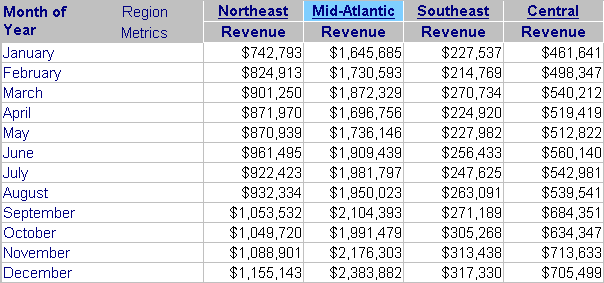 Month of Year Region Northeast Mid-Atlantic Southeast Central
Metrics Revenue Revenue Revenue Revenue
January $742,793 $1,645,685 $227,537 $461,641
February $824,913 $1,730,593 $214,769 $498,347
March $901,250 $1,872,329 $270,734 $540,212
April $871,970 $1,696,756 $224,920 $519,419
May $870,939 $1,736,146 $227,982 $512,822
June $961,495 $1,909,439 $256,433 $560,140
July $922,423 $1,981,797 $247,625 $542,981
August $932,334 $1,950,023 $263,091 $539,541
September $1,053,532 $2,104,393 $271,189 $684,351
October $1,049,720 $1,991,479 $305,268 $634,347
November $1,088,901 $2,176,303 $313,438 $713,633
December $1,155,143 $2,383,882 $317,330 $705,499